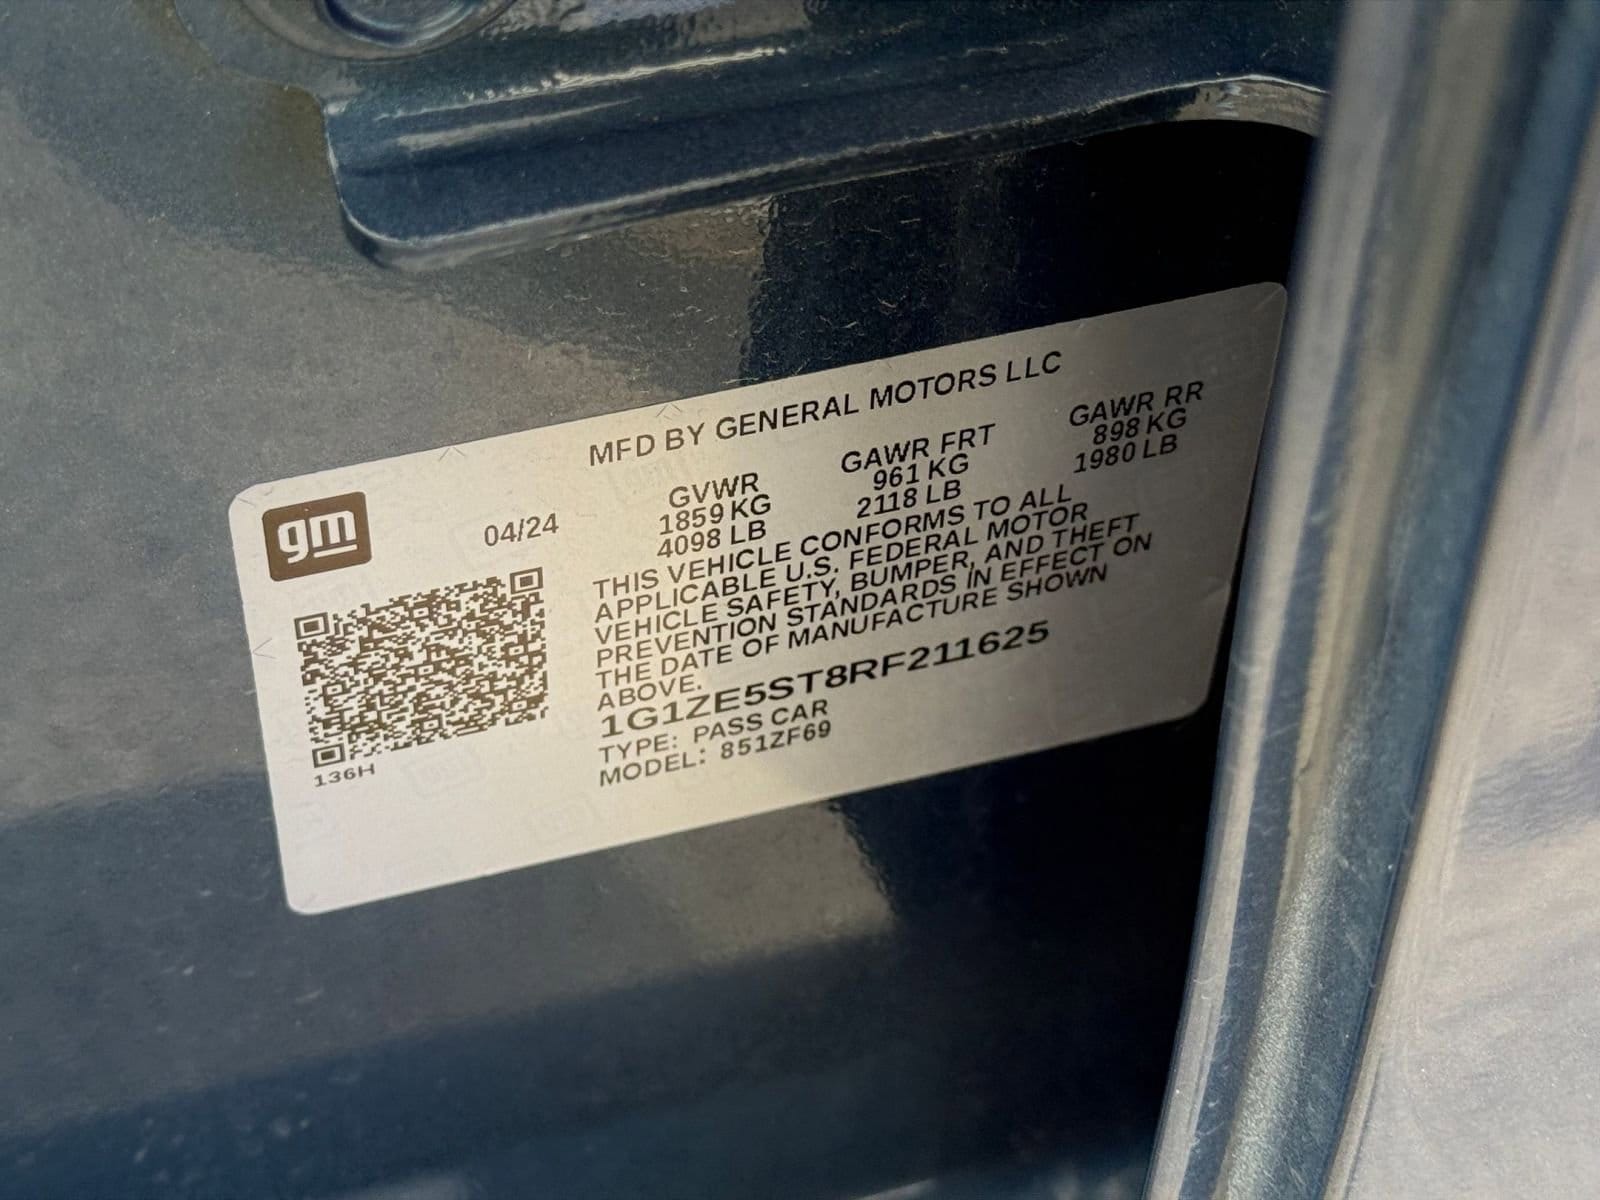 MFD BY GENERAL MOTORS LLC
gm
04/24
GVWR
1859 KG
4098 LB
GAWR FRT
961 KG
2118 LB
GAWR RR
898 KG
1980 LB
THIS VEHICLE CONFORMS TO ALL
APPLICABLE U.S. FEDERAL MOTOR
VEHICLE SAFETY, BUMPER, AND THEFT
PREVENTION STANDARDS IN EFFECT ON
THE DATE OF MANUFACTURE SHOWN
ABOVE.
1G1ZE5ST8RF211625
TYPE: PASS CAR
MODEL: 851ZF69
136H